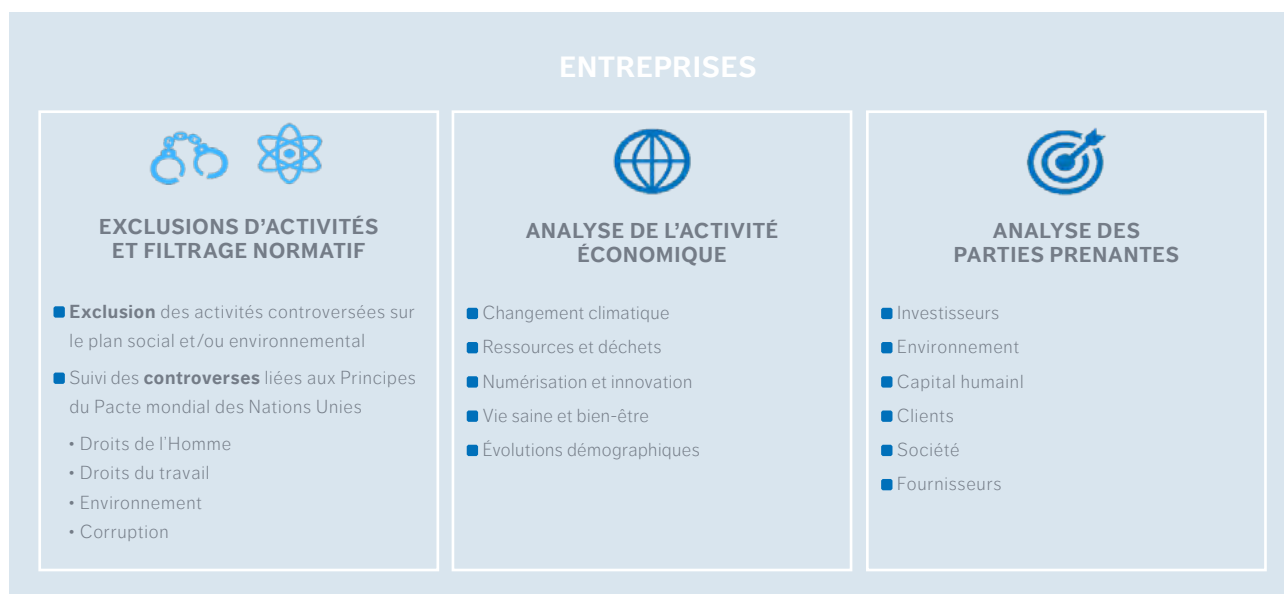 ENTREPRISES
EXCLUSIONS D'ACTIVITÉS
ET FILTRAGE NORMATIF
Exclusion des activités controversées sur
le plan social et/ou environnemental
Suivi des controverses liées aux Principes
du Pacte mondial des Nations Unies
• Droits de l'Homme
• Droits du travail
• Environnement
• Corruption
ANALYSE DE L'ACTIVITÉ
ÉCONOMIQUE
Changement climatique
Ressources et déchets
Numérisation et innovation
Vie saine et bien-être
Évolutions démographiques
ANALYSE DES
PARTIES PRENANTES
Investisseurs
Environnement
Capital humainl
Clients
Société
Fournisseurs